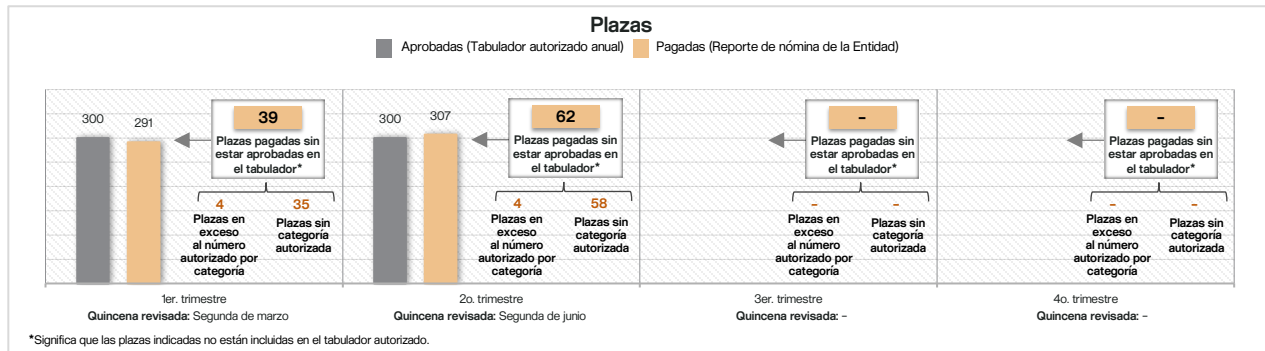 Plazas
Aprobadas (Tabulador autorizado anual)
Pagadas (Reporte de nómina de la Entidad)
300
291
39
Plazas pagadas sin
estar aprobadas en
el tabulador*
4
35
Plazas en
exceso
al número
autorizado por
categoría
Plazas sin
categoría
autorizada
1er. trimestre
Quincena revisada: Segunda de marzo
300
307
62
Plazas pagadas sin
estar aprobadas en
el tabulador*
4
58
Plazas en
exceso
al número
autorizado por
categoría
Plazas sin
categoría
autorizada
2o. trimestre
Quincena revisada: Segunda de junio
-
Plazas pagadas sin
estar aprobadas en
el tabulador*
-
-
Plazas en
exceso
al número
autorizado por
categoría
Plazas sin
categoría
autorizada
3er. trimestre
Quincena revisada: -
-
Plazas pagadas sin
estar aprobadas en
el tabulador*
-
-
Plazas en
exceso
al número
autorizado por
categoría
Plazas sin
categoría
autorizada
4o. trimestre
Quincena revisada: -
*Significa que las plazas indicadas no están incluidas en el tabulador autorizado.